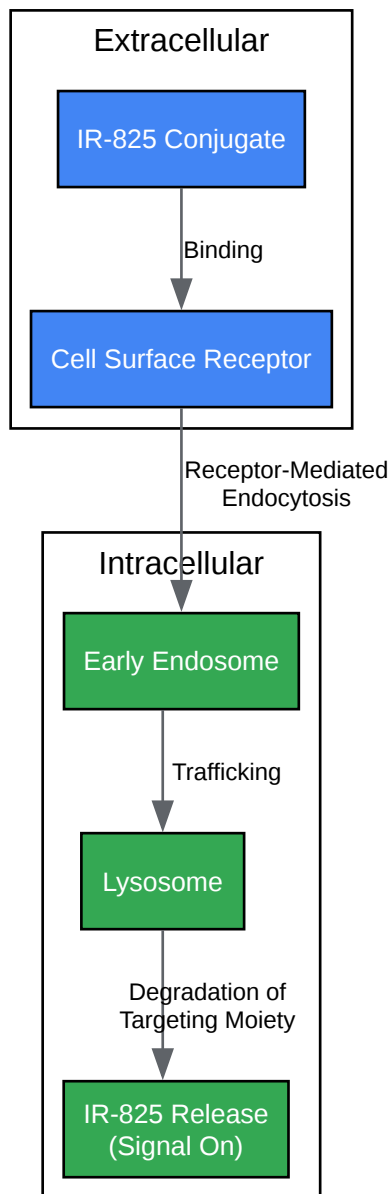 Extracellular
IR-825 Conjugate
Binding
Cell Surface Receptor
Receptor-Mediated
Endocytosis
Intracellular
Early Endosome
Trafficking
Lysosome
Degradation of
Targeting Moiety
IR-825 Release
(Signal On)